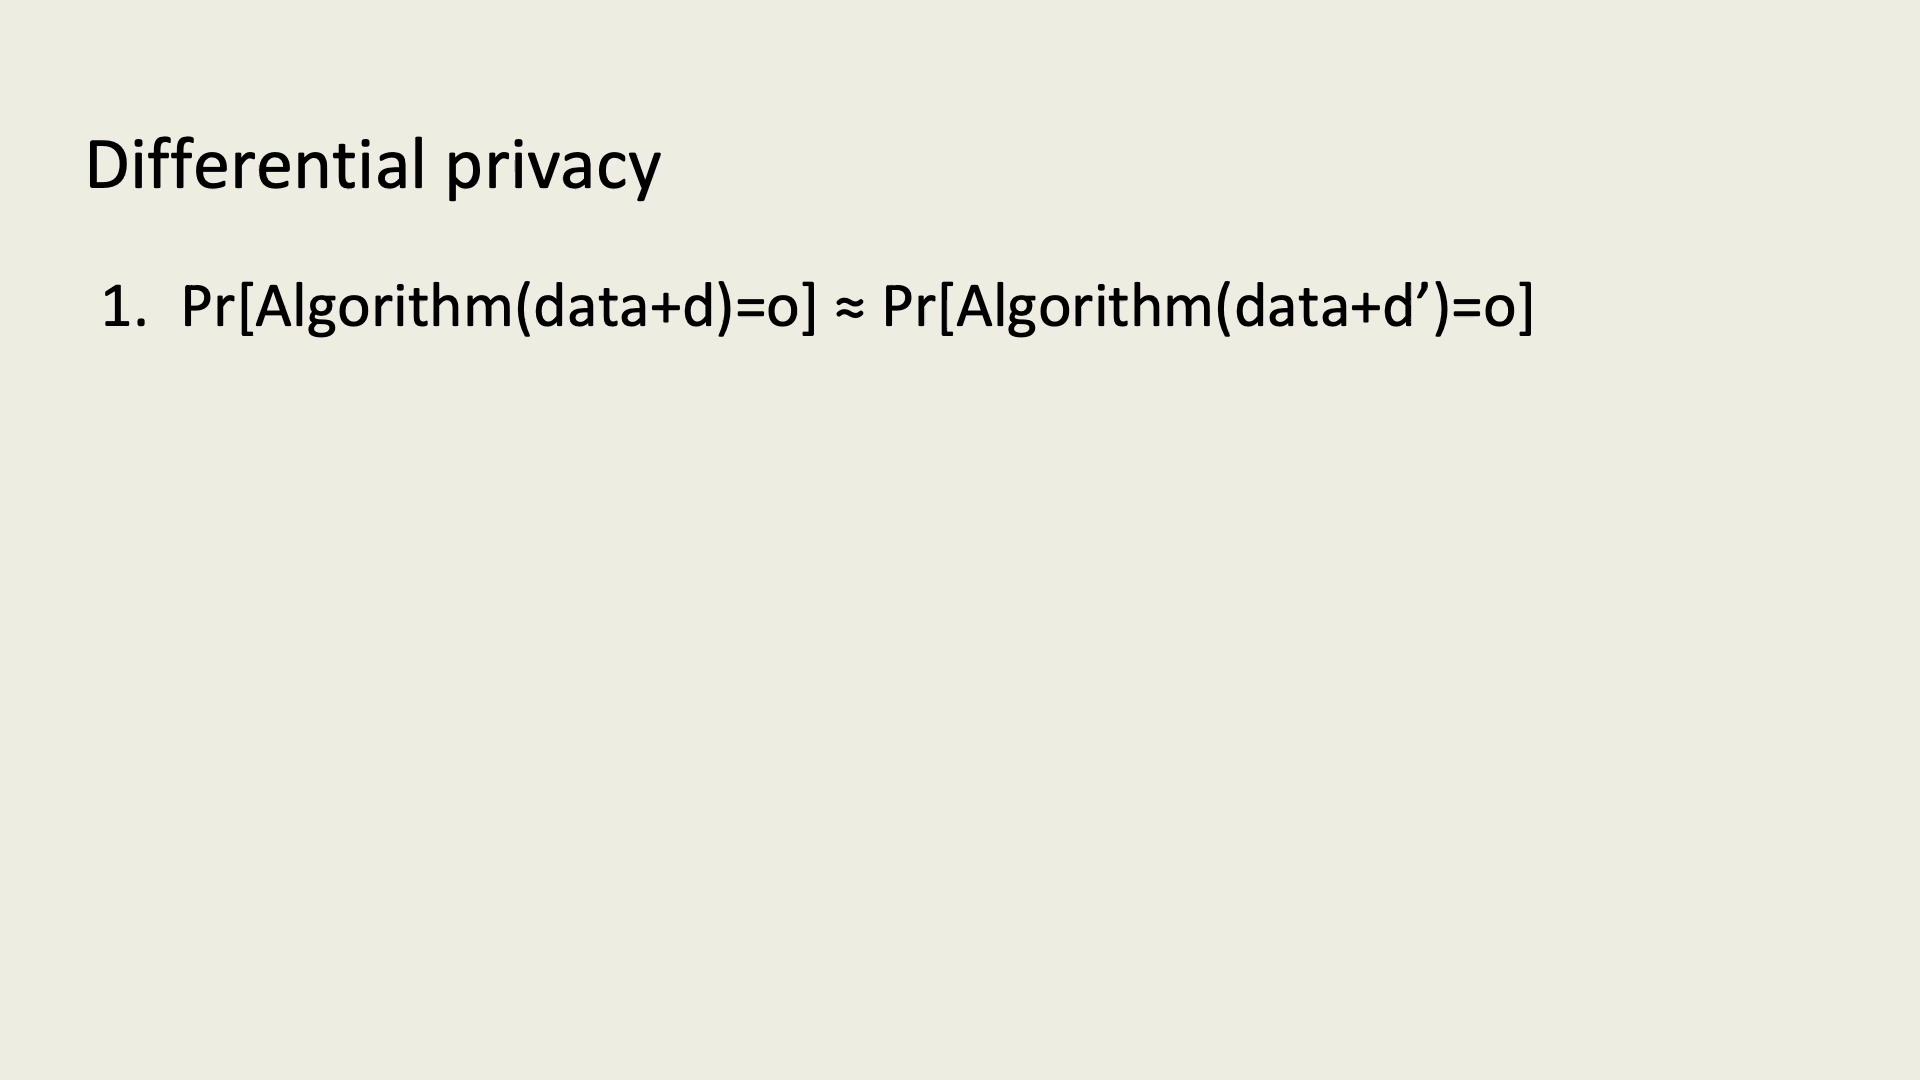 Differential privacy
1. Pr[Algorithm(data+d)=o] ≈ Pr[Algorithm(data+d’)=o]